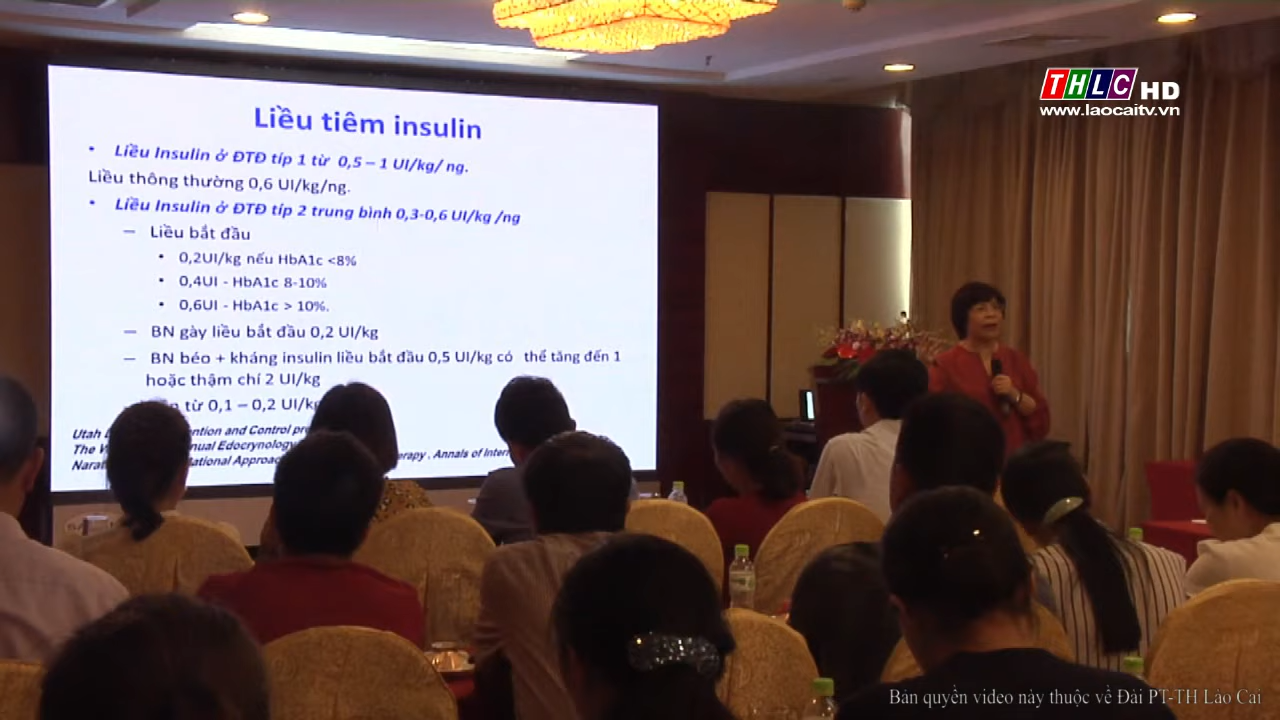 THLC HD
www.laocaitv.vn
Liều tiêm insulin
• Liều Insulin ở ĐTĐ típ 1 từ 0,5 – 1 UI/kg/ ng.
Liều thông thường 0,6 UI/kg/ng.
• Liều Insulin ở ĐTĐ típ 2 trung bình 0,3-0,6 UI/kg /ng
– Liều bắt đầu
• 0,2UI/kg nếu HbA1c <8%
• 0,4UI - HbA1c 8-10%
• 0,6UI - HbA1c > 10%.
– BN gày liều bắt đầu 0,2 UI/kg
– BN béo + kháng insulin liều bắt đầu 0,5 UI/kg có thể tăng đến 1
hoặc thậm chí 2 UI/kg
từ 0,1 – 0,2 UI/kg
Utah and Control
The
of
Bản quyền video này thuộc về Đài PT-TH Lào Cai